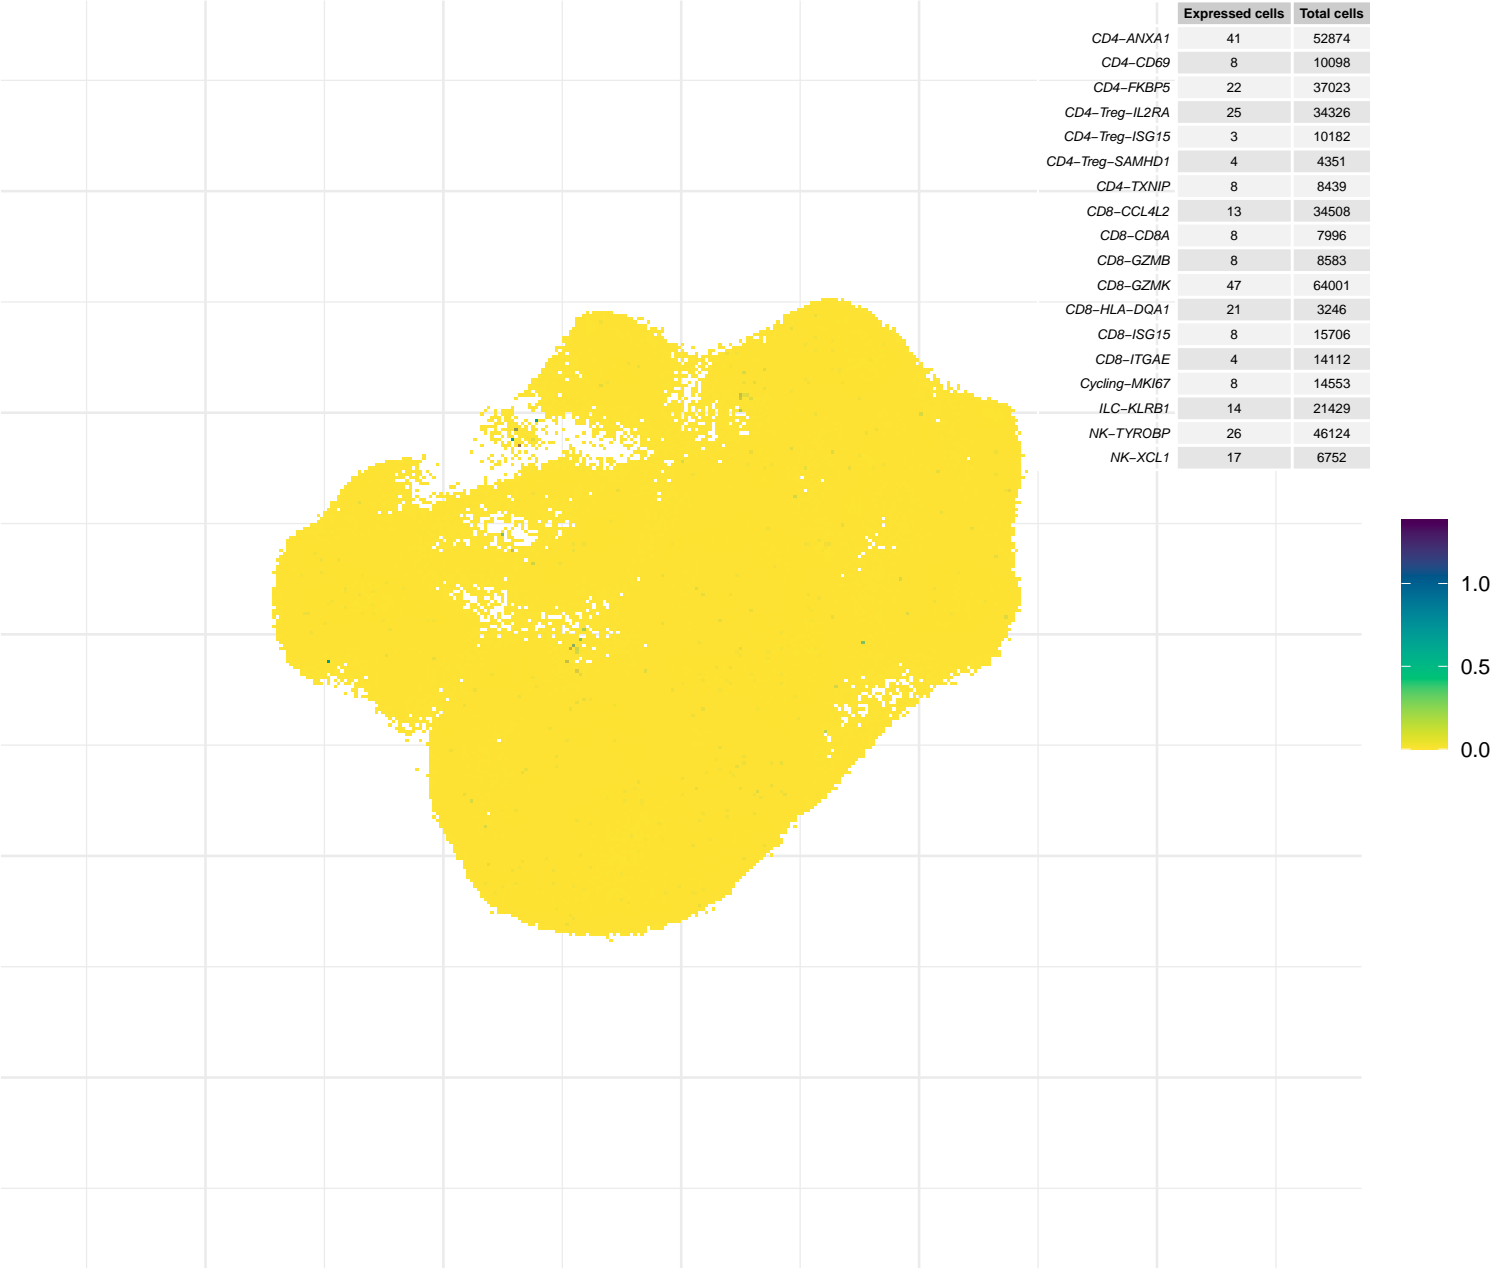 Expressed cells Total cells
CD4−ANXA1 41 52874
CD4−CD69 8 10098
CD4−FKBP5 22 37023
CD4−Treg−IL2RA 25 34326
CD4−Treg−ISG15 3 10182
CD4−Treg−SAMHD1 4 4351
CD4−TXNIP 8 8439
CD8−CCL4L2 13 34508
CD8−CD8A 8 7996
CD8−GZMB 8 8583
CD8−GZMK 47 64001
CD8−HLA−DQA1 21 3246
CD8−ISG15 8 15706
CD8−ITGAE 4 14112
Cycling−MKI67 8 14553
ILC−KLRB1 14 21429
NK−TYROBP 26 46124
NK−XCL1 17 6752
1.0
0.5
0.0